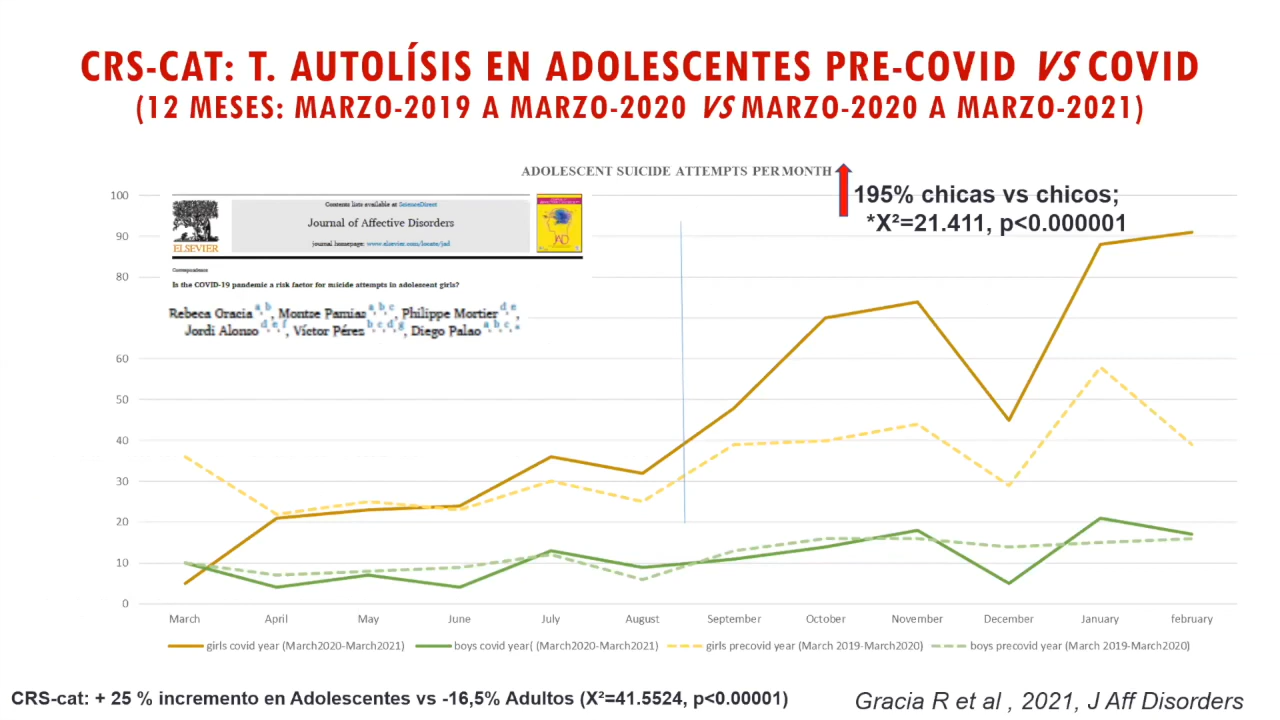 CRS-CAT: T. AUTOLÍSIS EN ADOLESCENTES PRE-COVID VS COVID
(12 MESES: MARZO-2019 A MARZO-2020 VS MARZO-2020 A MARZO-2021)
ADOLESCENT SUICIDE ATTEMPTS PER MONTH
195% chicas vs chicos;
*X²=21.411, p<0.000001
Contents lists available at ScienceDirect
Journal of Affective Disorders
journal homepage: www.elsevier.com/locate/jad
ELSEVIER
Correspondence
Is the COVID-19 pandemic a risk factor for suicide attempts in adolescent girls?
Rebeca Gracia a,b, Montse Pamias a,b,c, Philippe Mortier d,e,
Jordi Alonso d,e,f, Víctor Pérez b,c,d,g, Diego Palao a,b,c,*
100
90
80
60
50
40
30
20
10
0
March April May June July August September October November December January february
girls covid year (March2020-March2021) boys covid year( (March2020-March2021) girls precovid year (March 2019-March2020) boys precovid year (March 2019-March2020)
CRS-cat: + 25 % incremento en Adolescentes vs -16,5% Adultos (X²=41.5524, p<0.00001)
Gracia R et al , 2021, J Aff Disorders